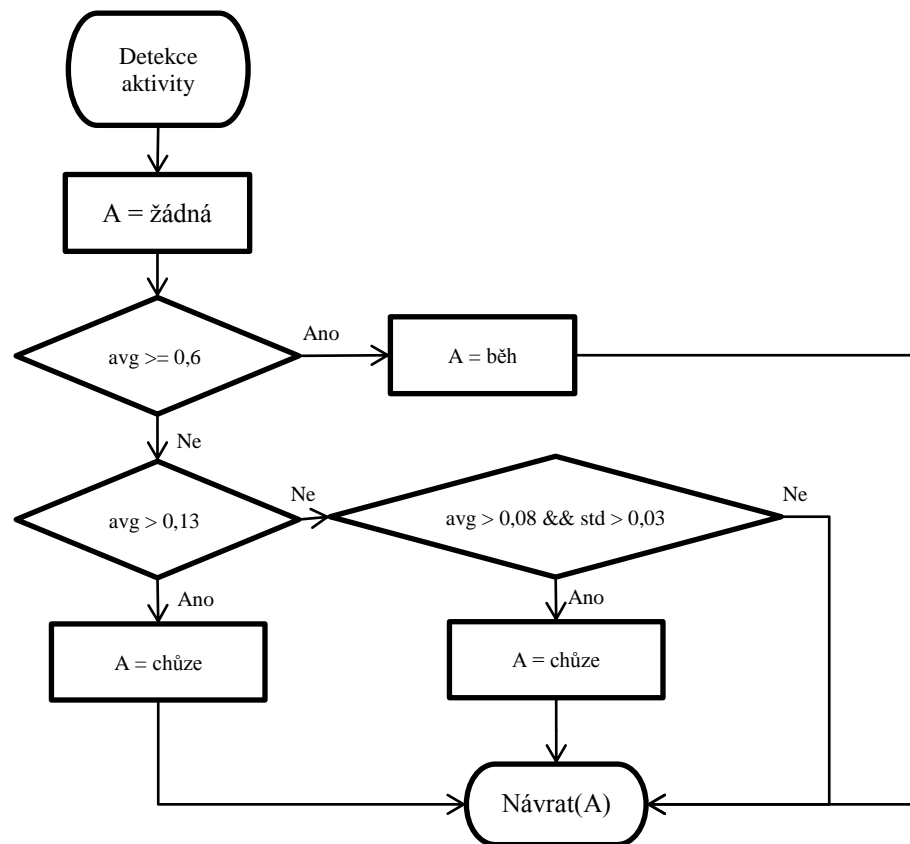 Detekce
aktivity
A = žádná
avg >= 0,6
Ano
A = běh
Ne
avg > 0,13
Ne
avg > 0,08 && std > 0,03
Ne
Ano
A = chůze
Ano
A = chůze
Návrat(A)